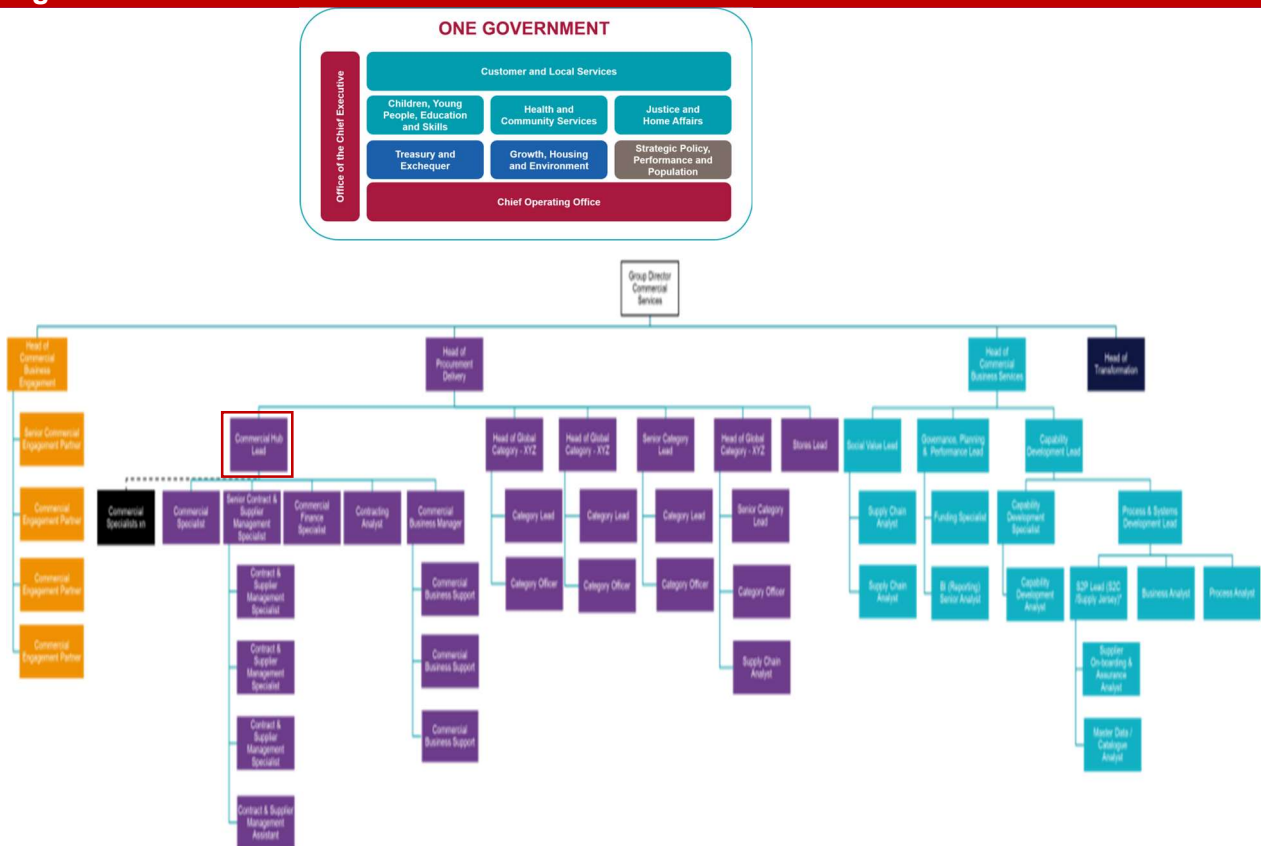 ONE GOVERNMENT
Office of the Chief Executive
Customer and Local Services
Children, Young
People, Education
and Skills
Health and
Community Services
Justice and
Home Affairs
Treasury and
Exchequer
Growth, Housing
and Environment
Strategic Policy,
Performance and
Population
Chief Operating Office
Group Director
Commercial
Services
Head of
Commercial
Business
Engagement
Head of
Procurement
Delivery
Head of
Commercial
Business Services
Head of
Transformation
Senior Commercial
Engagement Partner
Commercial
Engagement Partner
Commercial
Engagement Partner
Commercial
Engagement Partner
Commercial Hub
Lead
Head of Global
Category - XYZ
Head of Global
Category - XYZ
Senior Category
Lead
Head of Global
Category - XYZ
Stores Lead
Social Value Lead
Governance, Planning
& Performance Lead
Capability
Development Lead
Commercial
Specialists xn
Commercial
Specialist
Senior Contract &
Supplier
Management
Specialist
Commercial
Finance
Specialist
Contracting
Analyst
Commercial
Business Manager
Contract &
Supplier
Management
Specialist
Contract &
Supplier
Management
Specialist
Contract &
Supplier
Management
Specialist
Contract & Supplier
Management
Assistant
Commercial
Business Support
Commercial
Business Support
Commercial
Business Support
Category Lead
Category Officer
Category Lead
Category Officer
Category Lead
Category Officer
Senior Category
Lead
Category Officer
Supply Chain
Analyst
Supply Chain
Analyst
Supply Chain
Analyst
Funding Specialist
BI (Reporting)
Senior Analyst
Capability
Development
Specialist
Capability
Development
Analyst
Process & Systems
Development Lead
S2P Lead (S2C
/Supply Jersey)*
Business Analyst
Process Analyst
Supplier
On-boarding &
Assurance
Analyst
Master Data /
Catalogue
Analyst